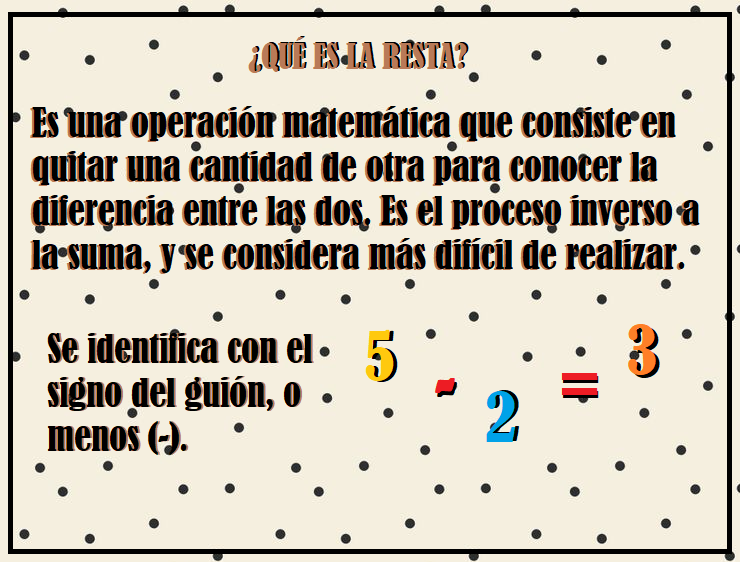 ¿QUÉ ES LA RESTA?
Es una operación matemática que consiste en
quitar una cantidad de otra para conocer la
diferencia entre las dos. Es el proceso inverso a
la suma, y se considera más difícil de realizar.
Se identifica con el
signo del guión, o
menos (-).
5 - 2 = 3